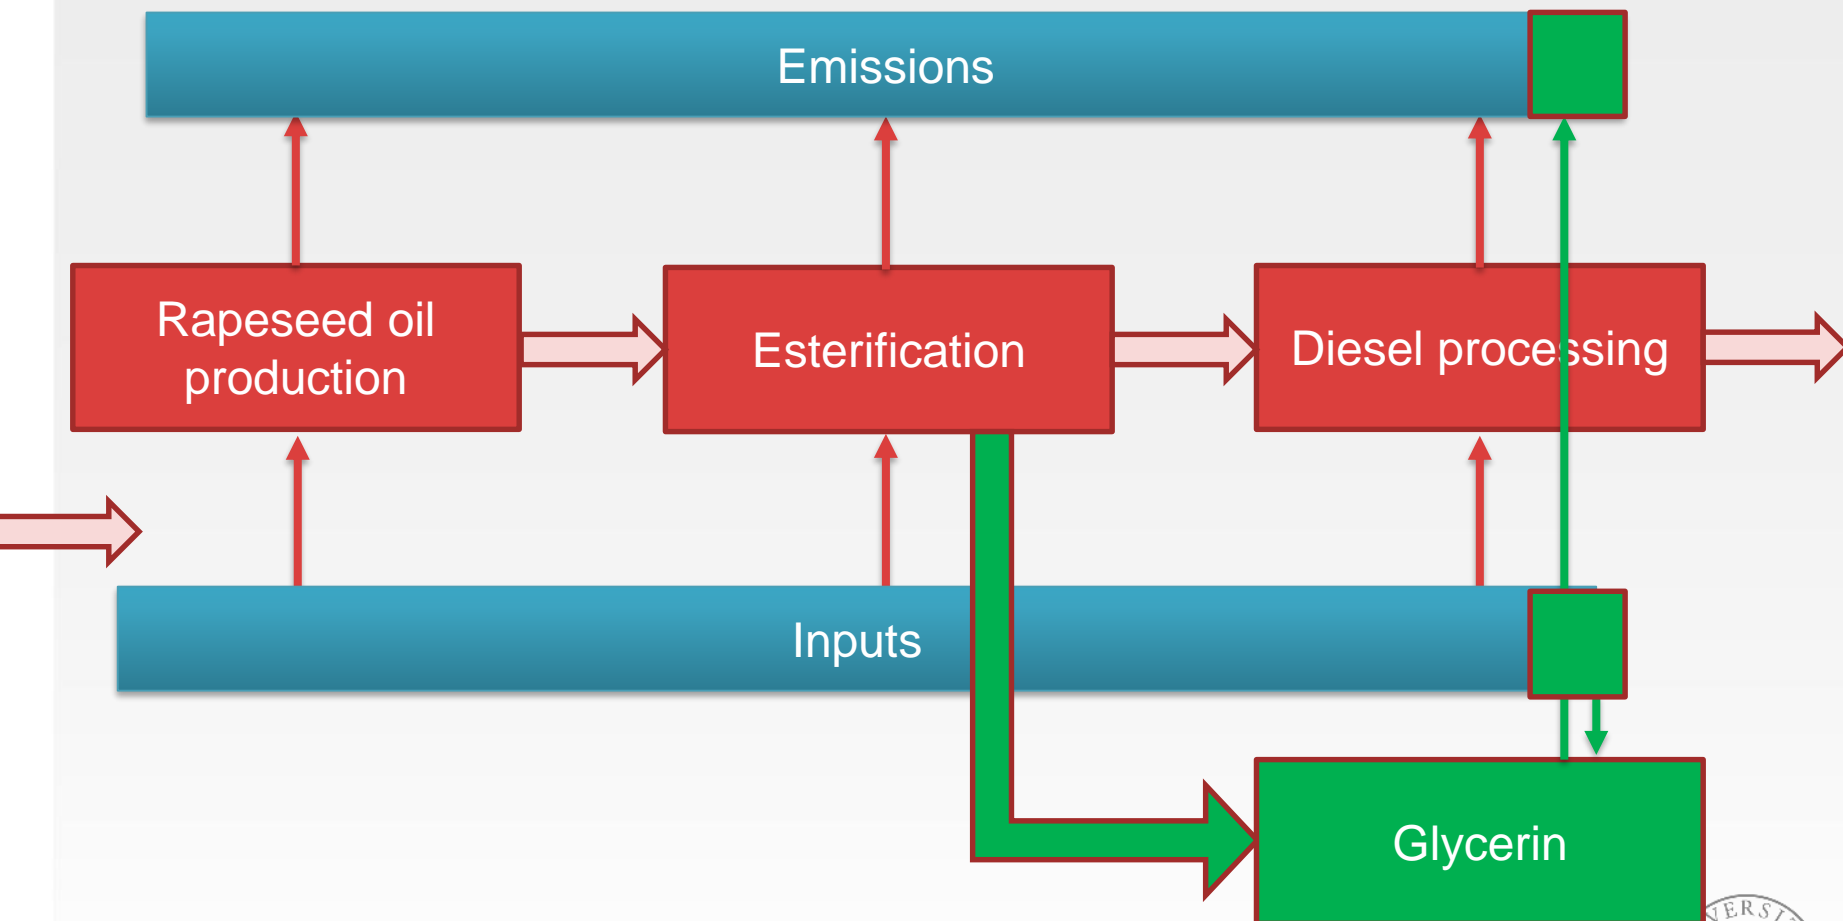 Emissions
Rapeseed oil
production
Esterification
Diesel processing
Inputs
Glycerin